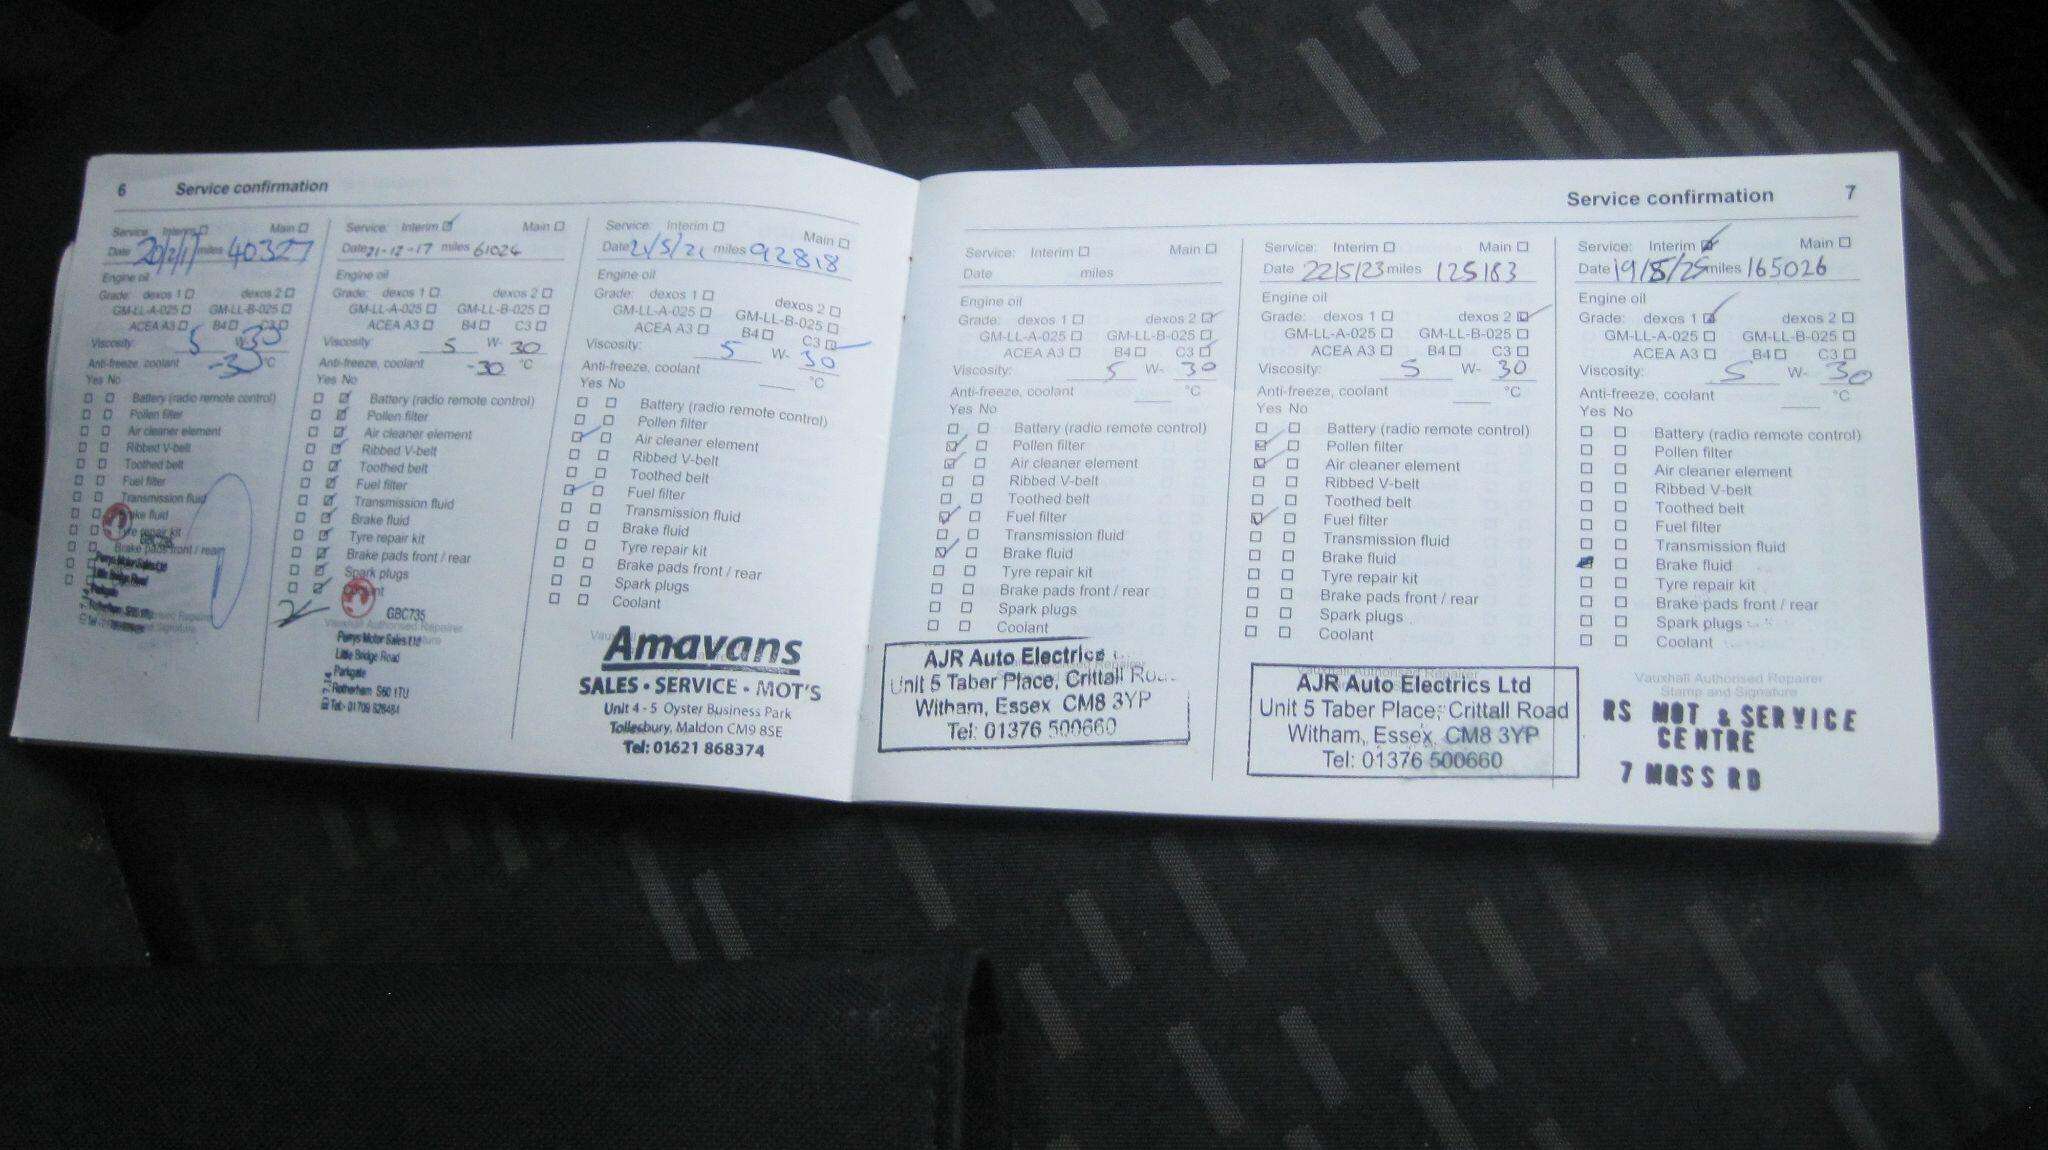 6 Service confirmation
Service: Interim Main
Date 20/2/17 miles 40327
Engine oil
Grade: dexos 1 dexos 2
GM-LL-A-025 GM-LL-B-025
ACEA A3 B4 C3
Viscosity: 5 W-
Anti-freeze, coolant °C
Yes No
Battery (radio remote control)
Pollen filter
Air cleaner element
Ribbed V-belt
Toothed belt
Fuel filter
Transmission fluid
Brake fluid
Tyre repair kit
Brake pads front / rear
Perrys Motor Sales Ltd
Little Bridge Road
Parkgate
Service: Interim Main
Date 21-12-17 miles 61024
Engine oil
Grade: dexos 1 dexos 2
GM-LL-A-025 GM-LL-B-025
ACEA A3 B4 C3
Viscosity: 5 W- 30
Anti-freeze, coolant -30 °C
Yes No
Battery (radio remote control)
Pollen filter
Air cleaner element
Ribbed V-belt
Toothed belt
Fuel filter
Transmission fluid
Brake fluid
Tyre repair kit
Brake pads front / rear
Spark plugs
GBC735
Vauxhall Authorised Repairer
Perrys Motor Sales Ltd
Little Bridge Road
Parkgate
Rotherham S60 1TU
Service: Interim Main
Date 21/5/21 miles 92818
Engine oil
Grade: dexos 1 dexos 2
GM-LL-A-025 GM-LL-B-025
ACEA A3 B4 C3
Viscosity: 5 W- 30
Anti-freeze, coolant °C
Yes No
Battery (radio remote control)
Pollen filter
Air cleaner element
Ribbed V-belt
Toothed belt
Fuel filter
Transmission fluid
Brake fluid
Tyre repair kit
Brake pads front / rear
Spark plugs
Coolant
Amavans
SALES • SERVICE • MOT'S
Unit 4 - 5 Oyster Business Park
Tollesbury, Maldon CM9 8SE
Tel: 01621 868374
Service confirmation 7
Service: Interim Main
Date miles
Engine oil
Grade: dexos 1 dexos 2
GM-LL-A-025 GM-LL-B-025
ACEA A3 B4 C3
Viscosity: 5 W- 30
Anti-freeze, coolant °C
Yes No
Battery (radio remote control)
Pollen filter
Air cleaner element
Ribbed V-belt
Toothed belt
Fuel filter
Transmission fluid
Brake fluid
Tyre repair kit
Brake pads front / rear
Spark plugs
Coolant
AJR Auto Electrics
Unit 5 Taber Place, Crittall
Witham, Essex CM8 3YP
Tel: 01376 500660
Service: Interim Main
Date 22/5/23 miles 125183
Engine oil
Grade: dexos 1 dexos 2
GM-LL-A-025 GM-LL-B-025
ACEA A3 B4 C3
Viscosity: 5 W- 30
Anti-freeze, coolant °C
Yes No
Battery (radio remote control)
Pollen filter
Air cleaner element
Ribbed V-belt
Toothed belt
Fuel filter
Transmission fluid
Brake fluid
Tyre repair kit
Brake pads front / rear
Spark plugs
Coolant
Vauxhall Authorised Repairer
AJR Auto Electrics Ltd
Unit 5 Taber Place, Crittall Road
Witham, Essex CM8 3YP
Tel: 01376 500660
Service: Interim Main
Date 19/8/25 miles 165026
Engine oil
Grade: dexos 1 dexos 2
GM-LL-A-025 GM-LL-B-025
ACEA A3 B4 C3
Viscosity: 5 W- 30
Anti-freeze, coolant °C
Yes No
Battery (radio remote control)
Pollen filter
Air cleaner element
Ribbed V-belt
Toothed belt
Fuel filter
Transmission fluid
Brake fluid
Tyre repair kit
Brake pads front / rear
Spark plugs
Coolant
Vauxhall Authorised Repairer
Stamp and Signature
RS MOT & SERVICE
CENTRE
7 MOSS RD